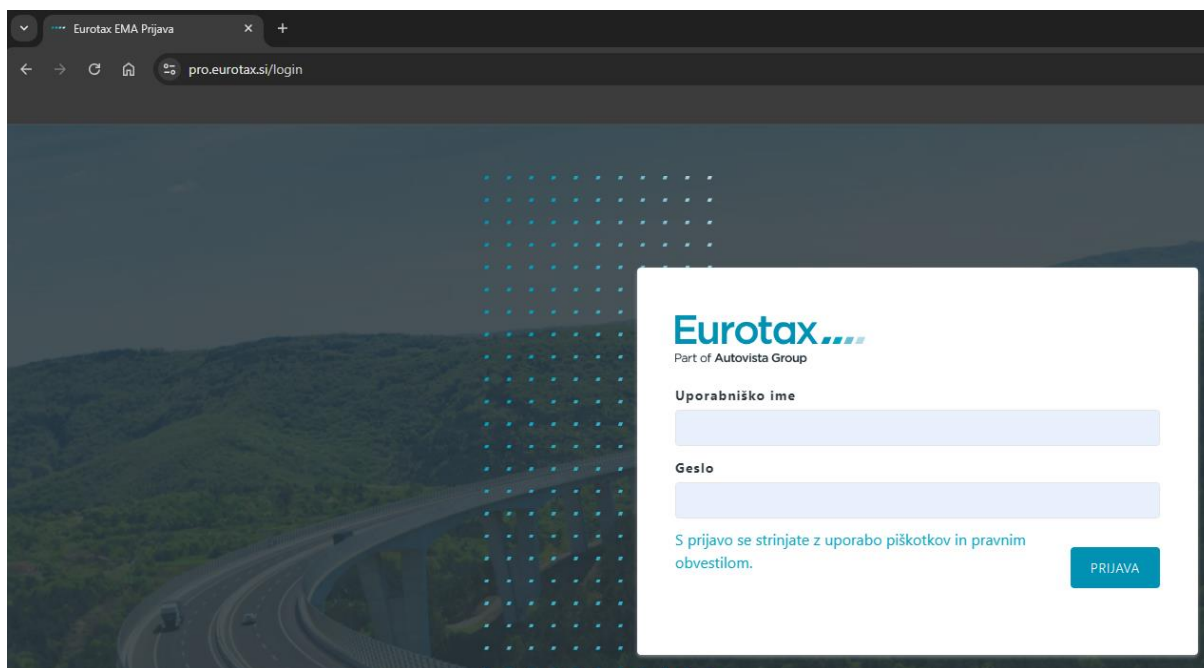 Eurotax EMA Prijava
pro.eurotax.si/login
Eurotax
Part of Autovista Group
Uporabniško ime
Geslo
S prijavo se strinjate z uporabo piškotkov in pravnim
obvestilom.
PRIJAVA